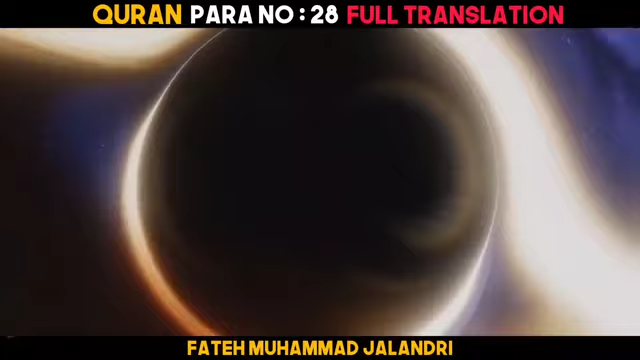 QURAN PARA NO : 28 FULL TRANSLATION
FATEH MUHAMMAD JALANDRI